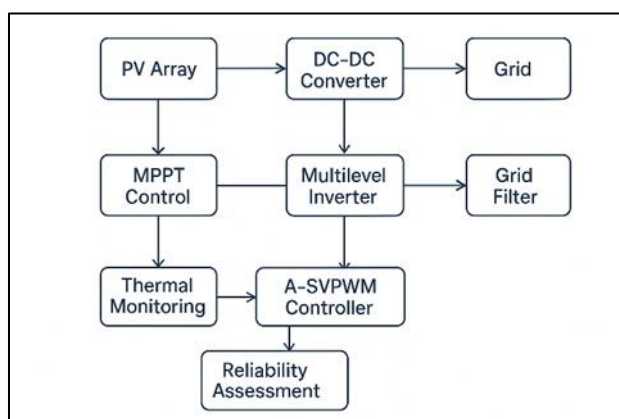 PV Array
DC-DC
Converter
Grid
MPPT
Control
Multilevel
Inverter
Grid
Filter
Thermal
Monitoring
A-SVPWM
Controller
Reliability
Assessment